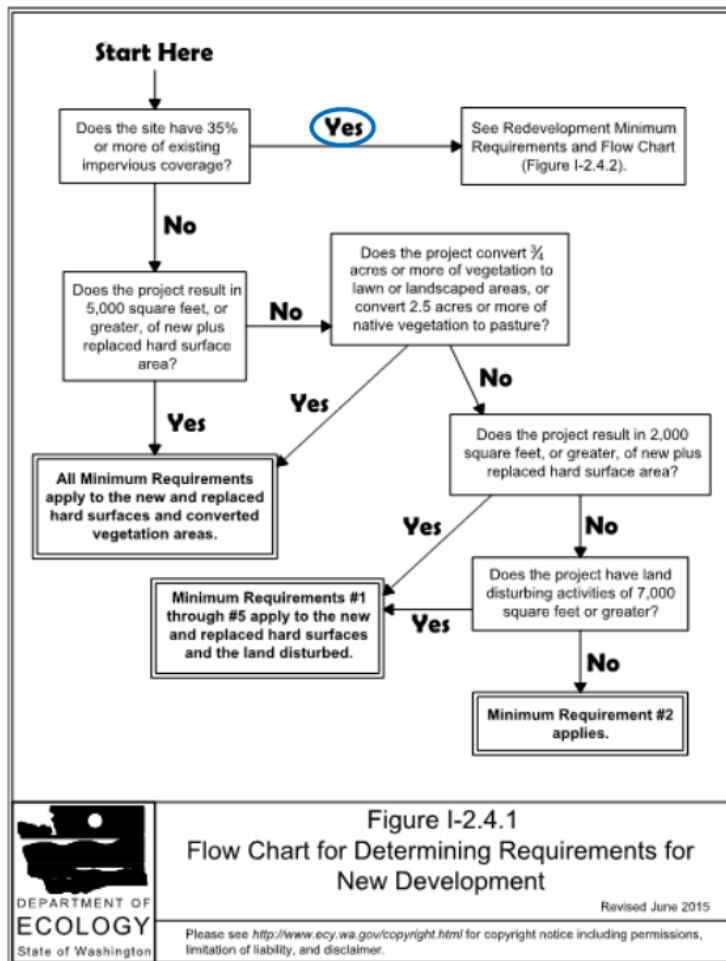 Start Here
Does the site have 35%
or more of existing
impervious coverage?
Yes
See Redevelopment Minimum
Requirements and Flow Chart
(Figure I-2.4.2).
No
Does the project convert ¾
acres or more of vegetation to
lawn or landscaped areas, or
convert 2.5 acres or more of
native vegetation to pasture?
Does the project result in
5,000 square feet, or
greater, of new plus
replaced hard surface
area?
No
Yes
Yes
No
Does the project result in 2,000
square feet, or greater, of new plus
replaced hard surface area?
All Minimum Requirements
apply to the new and replaced
hard surfaces and converted
vegetation areas.
Yes
No
Does the project have land
disturbing activities of 7,000
square feet or greater?
Minimum Requirements #1
through #5 apply to the new
and replaced hard surfaces
and the land disturbed.
Yes
No
Minimum Requirement #2
applies.
DEPARTMENT OF
ECOLOGY
State of Washington
Figure I-2.4.1
Flow Chart for Determining Requirements for
New Development
Revised June 2015
Please see http://www.ecy.wa.gov/copyright.html for copyright notice including permissions,
limitation of liability, and disclaimer.